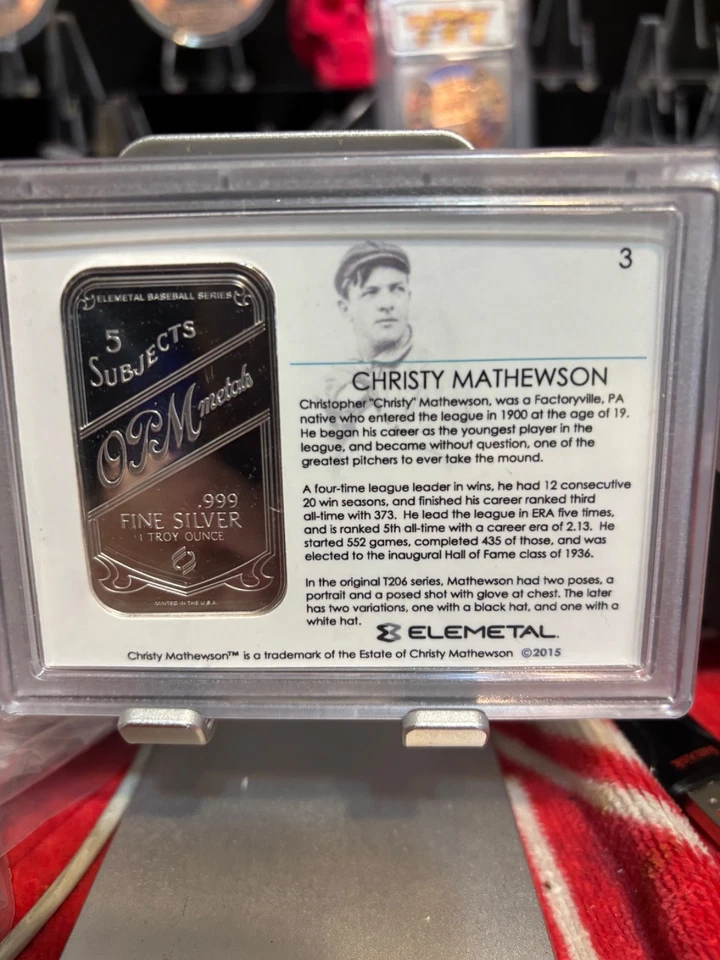 777
3
ELEMETAL BASEBALL SERIES
5
SUBJECTS
OPM metals
.999
FINE SILVER
1 TROY OUNCE
MINTED IN THE U.S.A.
CHRISTY MATHEWSON
Christopher "Christy" Mathewson, was a Factoryville, PA
native who entered the league in 1900 at the age of 19.
He began his career as the youngest player in the
league, and became without question, one of the
greatest pitchers to ever take the mound.
A four-time league leader in wins, he had 12 consecutive
20 win seasons, and finished his career ranked third
all-time with 373. He lead the league in ERA five times,
and is ranked 5th all-time with a career era of 2.13. He
started 552 games, completed 435 of those, and was
elected to the inaugural Hall of Fame class of 1936.
In the original T206 series, Mathewson had two poses, a
portrait and a posed shot with glove at chest. The later
has two variations, one with a black hat, and one with a
white hat.
ELEMETAL.
Christy Mathewson™ is a trademark of the Estate of Christy Mathewson ©2015